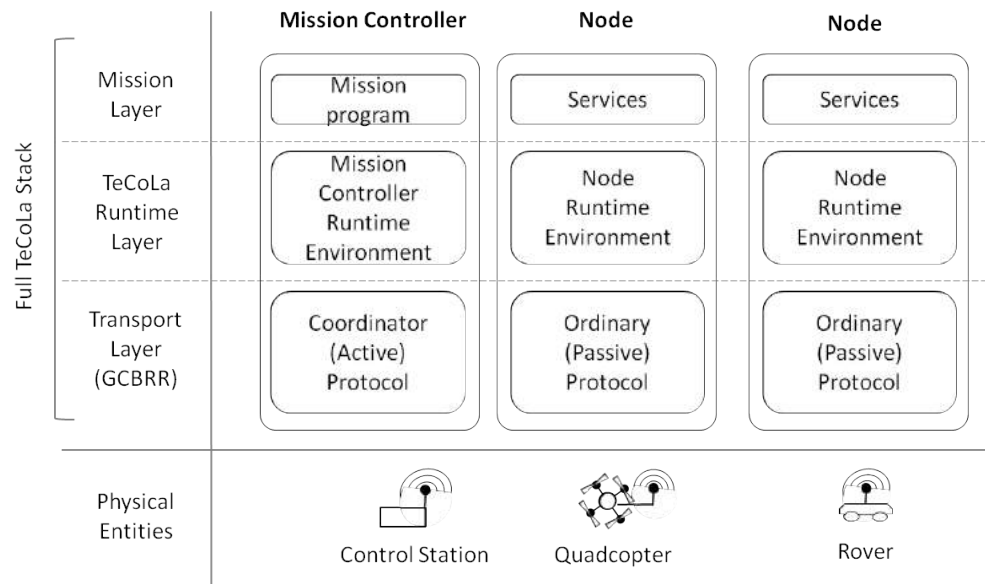 Mission Controller
Node
Node
Full TeCoLa Stack
Mission
Layer
Mission
program
Services
Services
TeCoLa
Runtime
Layer
Mission
Controller
Runtime
Environment
Node
Runtime
Environment
Node
Runtime
Environment
Transport
Layer
(GCBRR)
Coordinator
(Active)
Protocol
Ordinary
(Passive)
Protocol
Ordinary
(Passive)
Protocol
Physical
Entities
Control Station
Quadcopter
Rover